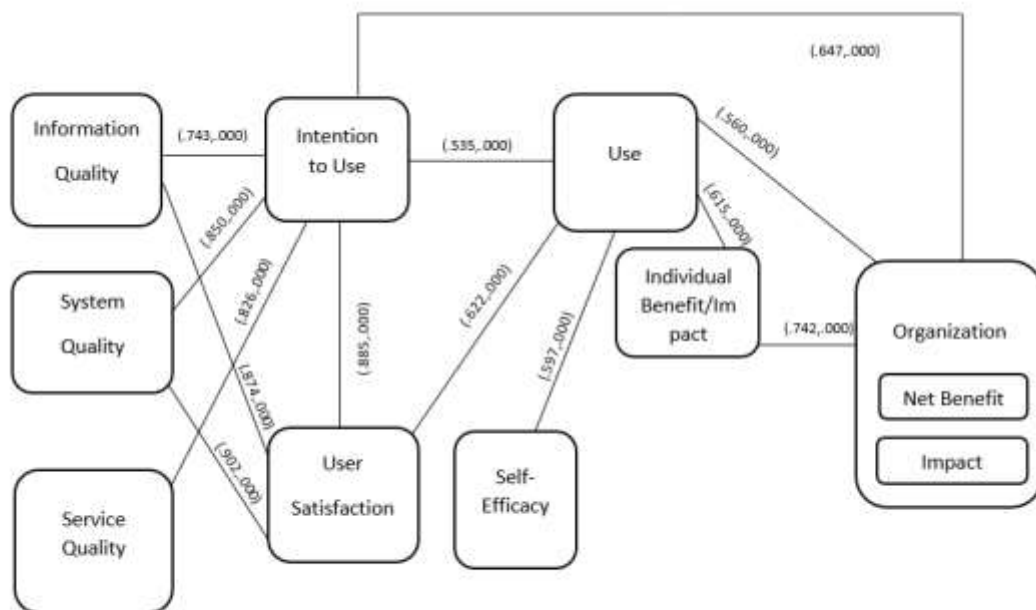 (.647,.000)
Information
Quality
(.743,.000)
Intention
to Use
(.535,.000)
Use
(.560,.000)
(.615,.000)
(.850,.000)
(.826,.000)
System
Quality
(.874,.000)
(.885,.000)
(.622,.000)
(.597,.000)
Individual
Benefit/Im
pact
(.742,.000)
Organization
Net Benefit
Impact
(.902,.000)
User
Satisfaction
Self-
Efficacy
Service
Quality